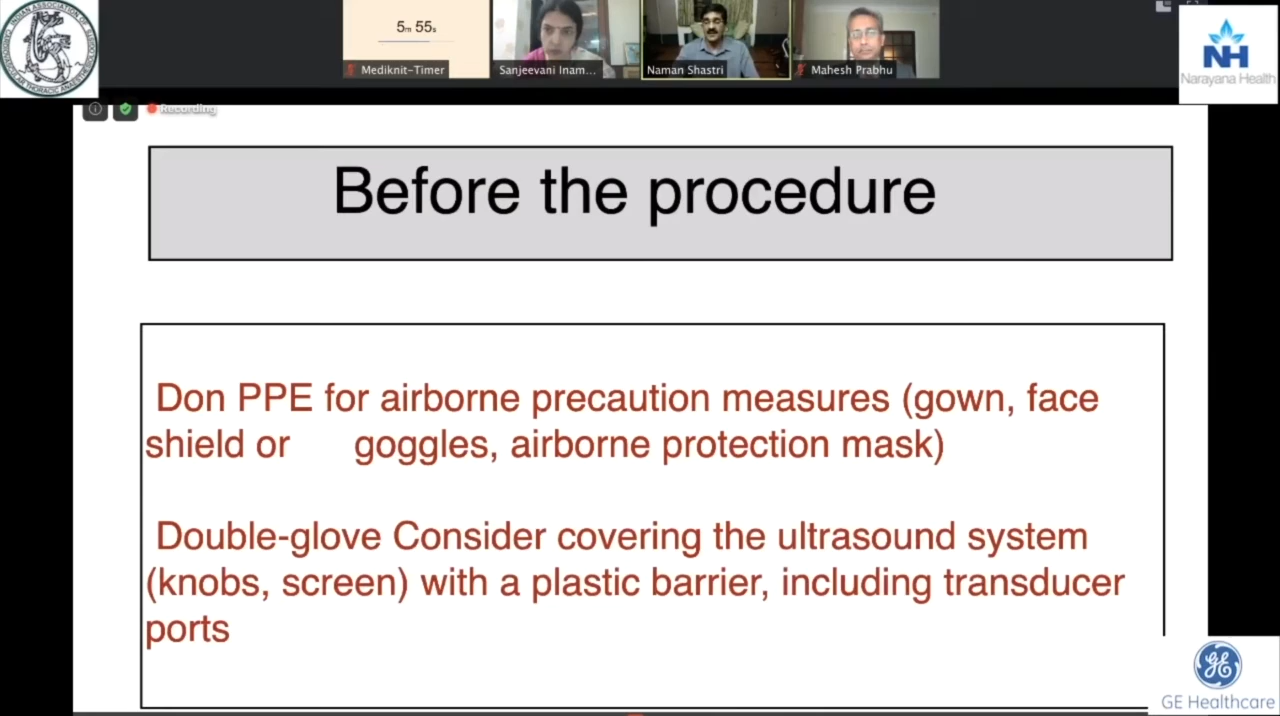 5m 55s
Mediknit-Timer
Sanjeevani Inam...
Naman Shastri
Mahesh Prabhu
NH
Narayana Health
Recording
Before the procedure
Don PPE for airborne precaution measures (gown, face
shield or goggles, airborne protection mask)
Double-glove Consider covering the ultrasound system
(knobs, screen) with a plastic barrier, including transducer
ports
GE Healthcare